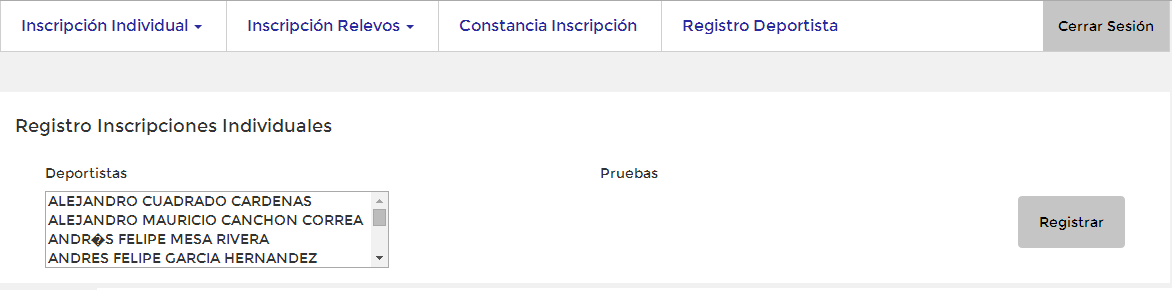 Inscripción Individual
Inscripción Relevos
Constancia Inscripción
Registro Deportista
Cerrar Sesión
Registro Inscripciones Individuales
Deportistas
Pruebas
ALEJANDRO CUADRADO CARDENAS
ALEJANDRO MAURICIO CANCHON CORREA
ANDR�S FELIPE MESA RIVERA
ANDRES FELIPE GARCIA HERNANDEZ
Registrar